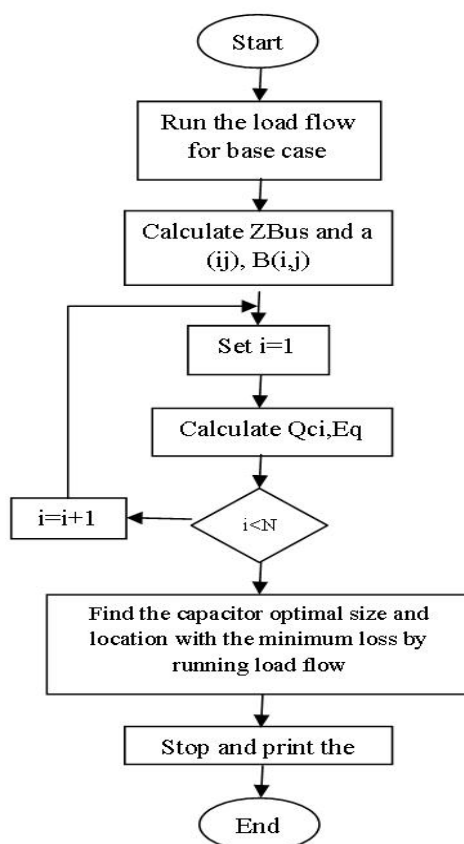 Start
Run the load flow
for base case
Calculate ZBus and a
(ij), B(i,j)
Set i=1
Calculate Qci,Eq
i=i+1
i<N
Find the capacitor optimal size and
location with the minimum loss by
running load flow
Stop and print the
End